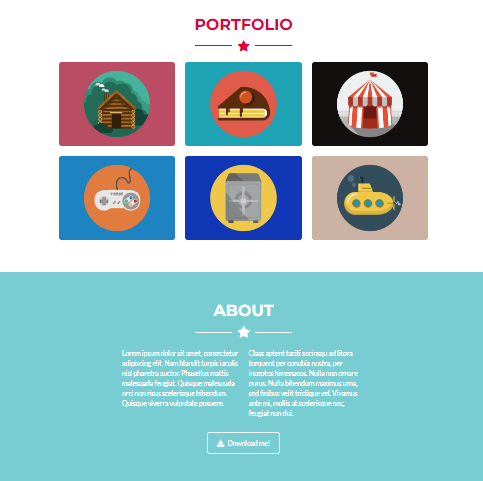 PORTFOLIO
ABOUT
Lorem ipsum dolor sit amet, consectetur
adipiscing elit. Nam blandit turpis iaculis
nisl pharetra auctor. Phasellus mattis
malesuada feugiat. Quisque malesuada
orci non risus scelerisque bibendum.
Quisque viverra vulputate posuere.
Class aptent taciti sociosqu ad litora
torquent per conubia nostra, per
inceptos himenaeos. Nulla non ornare
purus. Nulla bibendum maximus urna,
sed finibus velit tristique vel. Vivamus
ante mi, mollis at scelerisque nec,
feugiat non dui.
Download me!